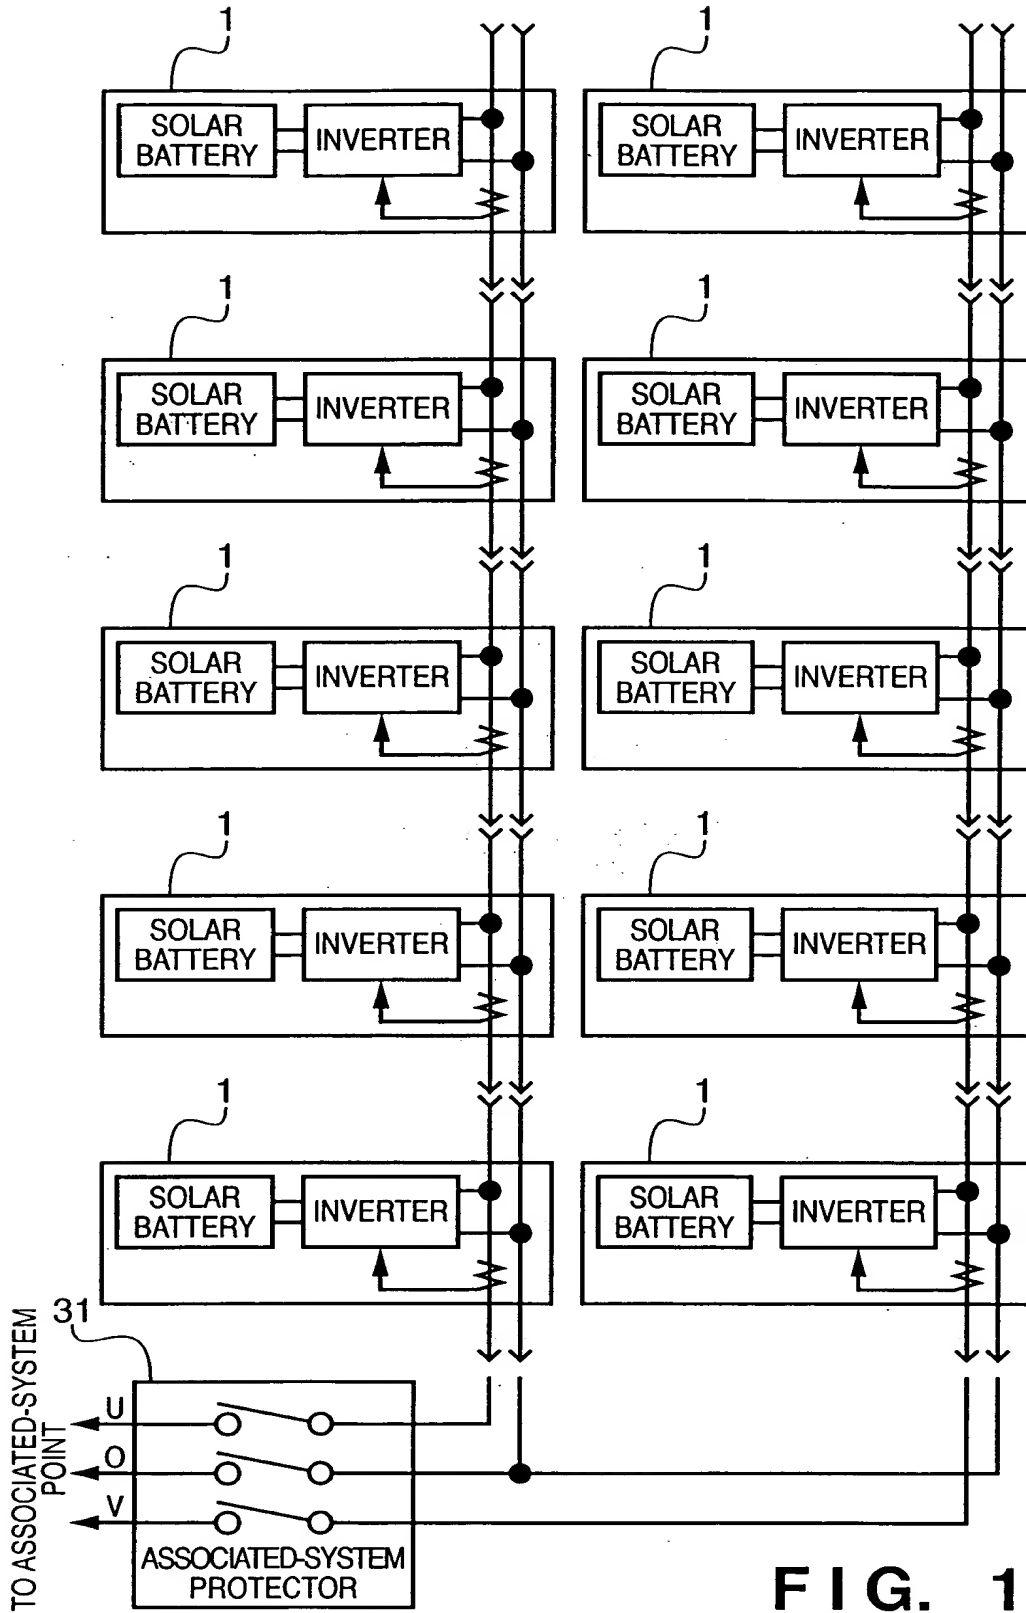 1 1
SOLAR BATTERY INVERTER SOLAR BATTERY INVERTER
1 1
SOLAR BATTERY INVERTER SOLAR BATTERY INVERTER
1 1
SOLAR BATTERY INVERTER SOLAR BATTERY INVERTER
1 1
SOLAR BATTERY INVERTER SOLAR BATTERY INVERTER
1 1
SOLAR BATTERY INVERTER SOLAR BATTERY INVERTER
31
TO ASSOCIATED-SYSTEM
POINT
U
O
V
ASSOCIATED-SYSTEM
PROTECTOR
FIG. 1